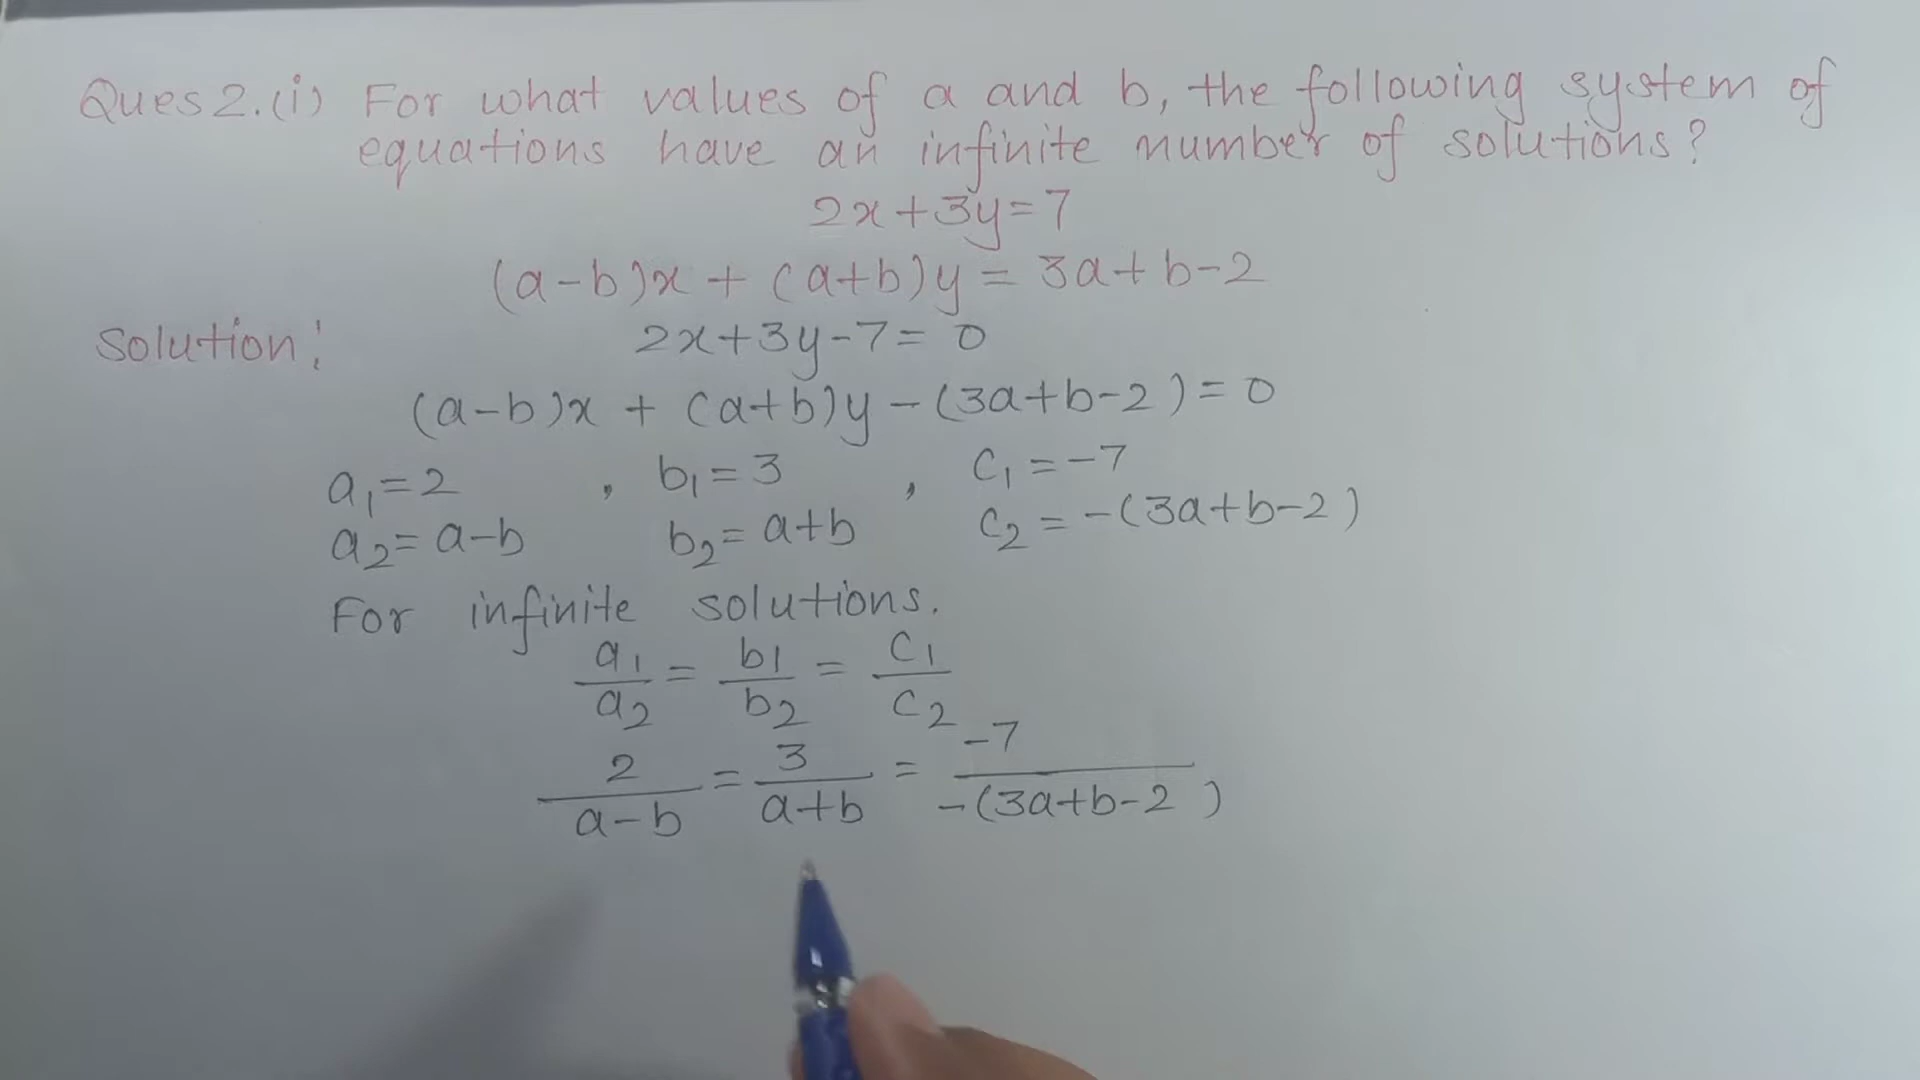 Ques 2.(i) For what values of a and b, the following system of
equations have an infinite number of solutions?
2x+3y=7
(a-b)x + (a+b)y = 3a+b-2
Solution:
2x+3y-7=0
(a-b)x + (a+b)y -(3a+b-2)=0
a₁=2 , b₁=3 , c₁=-7
a₂=a-b b₂=a+b c₂=-(3a+b-2)
For infinite solutions.
a₁/a₂ = b₁/b₂ = c₁/c₂
2/(a-b) = 3/(a+b) = -7/-(3a+b-2)